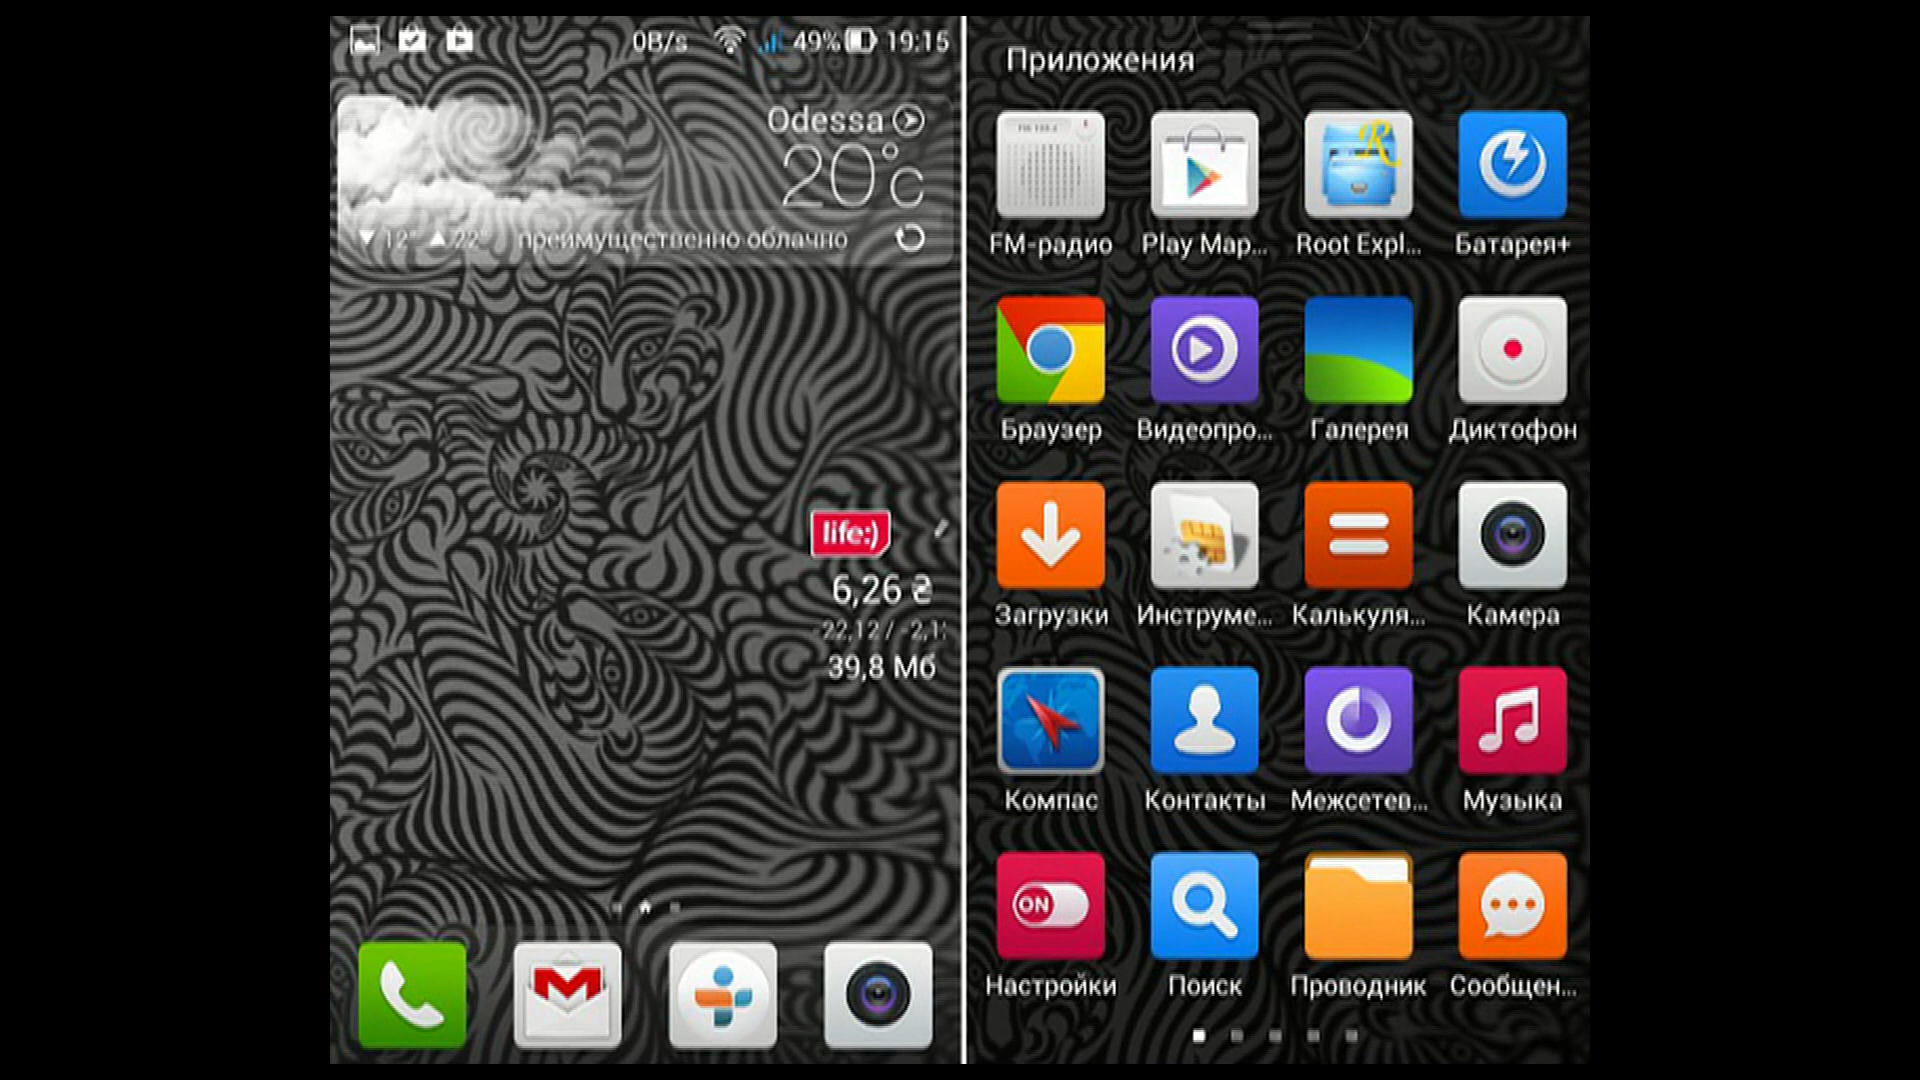 0B/s 49% 19:15
Odessa
20°C
12° 22° преимущественно облачно
life:)
6,26 ₴
39,8 Мб
Приложения
FM-радио Play Мар... Root Expl... Батарея+
Браузер Видеопро... Галерея Диктофон
Загрузки Инструме... Калькуля... Камера
Компас Контакты Межсетев... Музыка
ON
Настройки Поиск Проводник Сообщен...